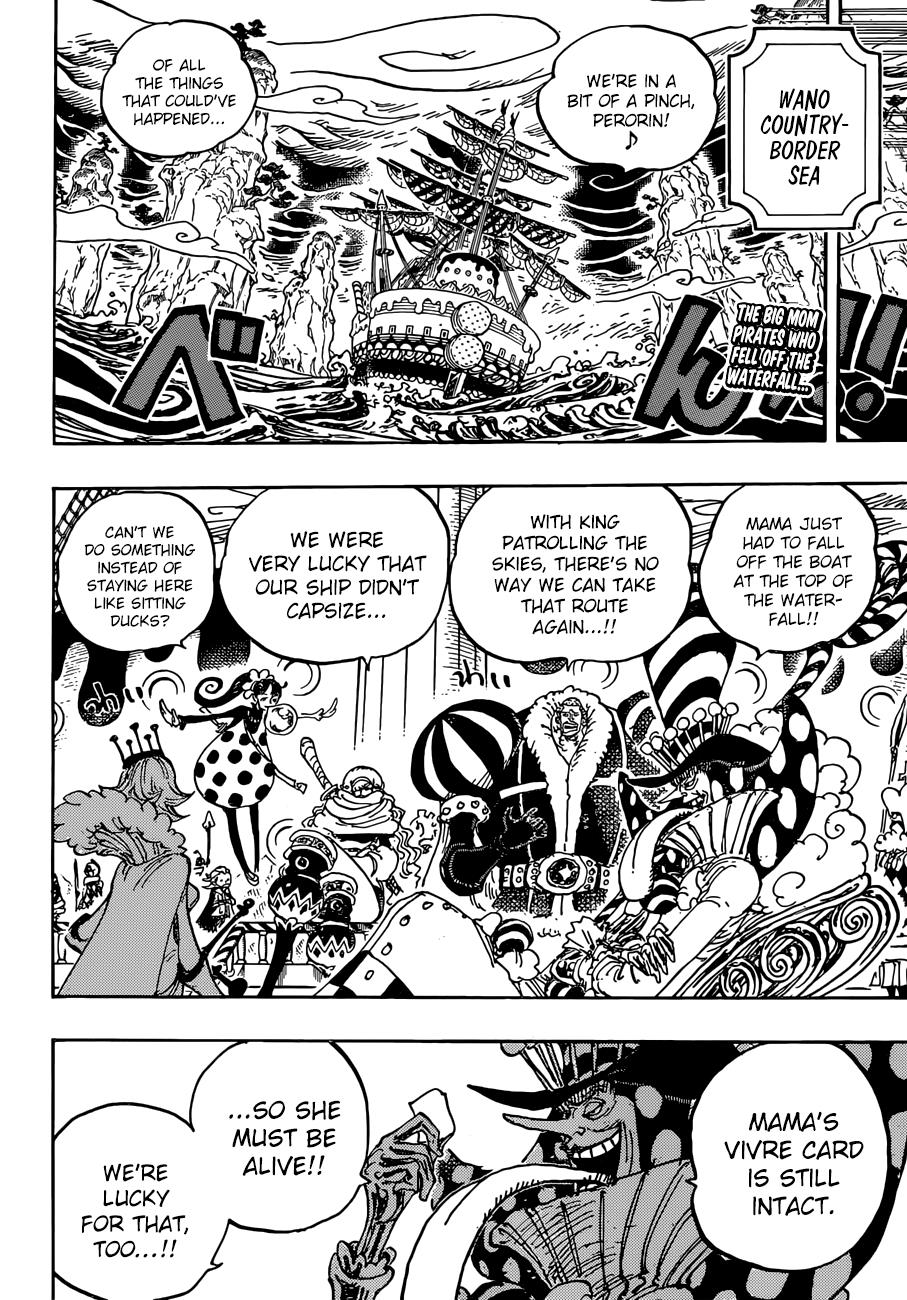 WANO
COUNTRY-
BORDER
SEA
WE'RE IN A
BIT OF A PINCH,
PERORIN!
♪
OF ALL
THE THINGS
THAT COULD'VE
HAPPENED...
THE BIG MOM
PIRATES WHO
FELL OFF THE
WATERFALL...
べんべん!!
MAMA JUST
HAD TO FALL
OFF THE BOAT
AT THE TOP OF
THE WATER-
FALL!!
WITH KING
PATROLLING THE
SKIES, THERE'S NO
WAY WE CAN TAKE
THAT ROUTE
AGAIN...!!
WE WERE
VERY LUCKY THAT
OUR SHIP DIDN'T
CAPSIZE...
CAN'T WE
DO SOMETHING
INSTEAD OF
STAYING HERE
LIKE SITTING
DUCKS?
MAMA'S
VIVRE CARD
IS STILL
INTACT.
...SO SHE
MUST BE
ALIVE!!
WE'RE
LUCKY
FOR THAT,
TOO...!!